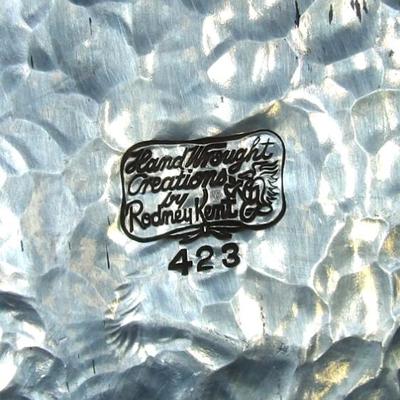 Hand Wrought
Creations
by
Rodney Kent
423